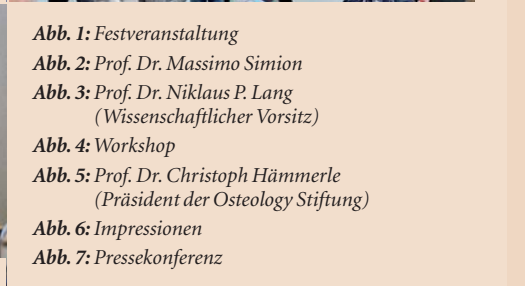 Abb. 1: Festveranstaltung
Abb. 2: Prof. Dr. Massimo Simion
Abb. 3: Prof. Dr. Niklaus P. Lang
(Wissenschaftlicher Vorsitz)
Abb. 4: Workshop
Abb. 5: Prof. Dr. Christoph Hämmerle
(Präsident der Osteology Stiftung)
Abb. 6: Impressionen
Abb. 7: Pressekonferenz